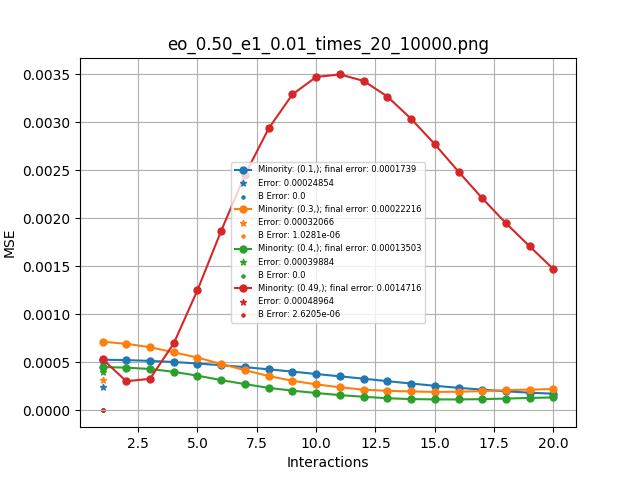 eo_0.50_e1_0.01_times_20_10000.png
MSE
0.0035
0.0030
0.0025
0.0020
0.0015
0.0010
0.0005
0.0000
Minority: (0.1,); final error: 0.0001739
Error: 0.00024854
B Error: 0.0
Minority: (0.3,); final error: 0.00022216
Error: 0.00032066
B Error: 1.0281e-06
Minority: (0.4,); final error: 0.00013503
Error: 0.00039884
B Error: 0.0
Minority: (0.49,); final error: 0.0014716
Error: 0.00048964
B Error: 2.6205e-06
2.5 5.0 7.5 10.0 12.5 15.0 17.5 20.0
Interactions